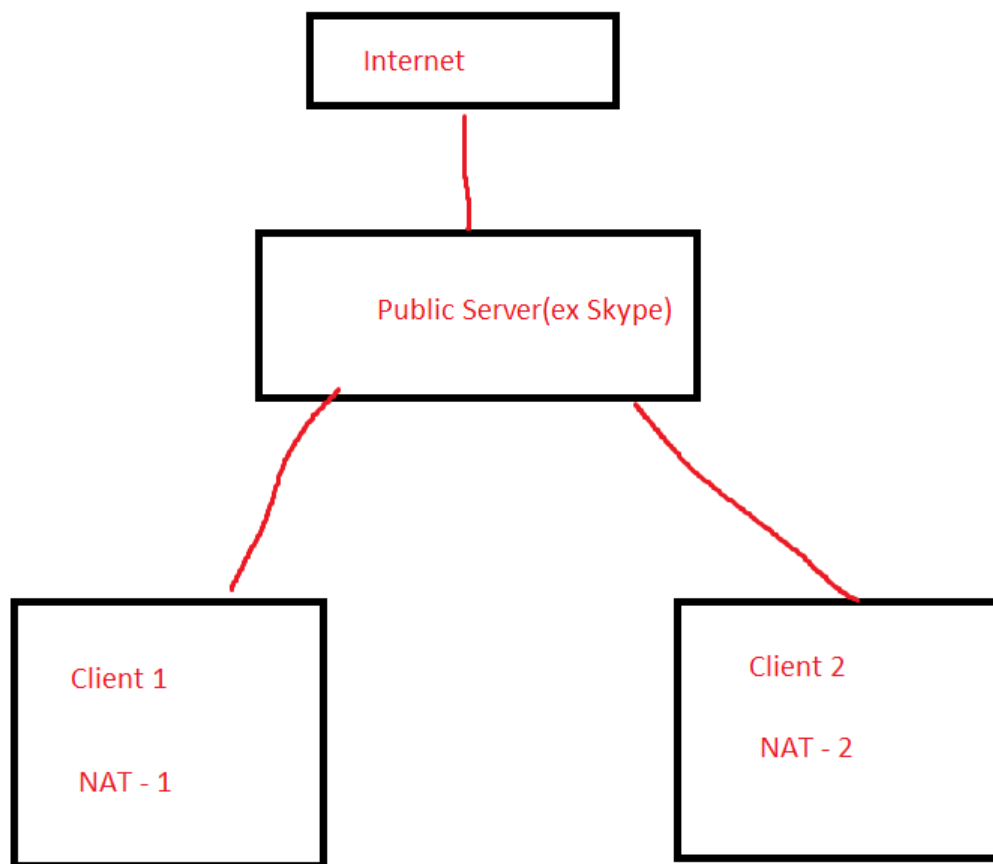 Internet
Public Server(ex Skype)
Client 1
NAT - 1
Client 2
NAT - 2